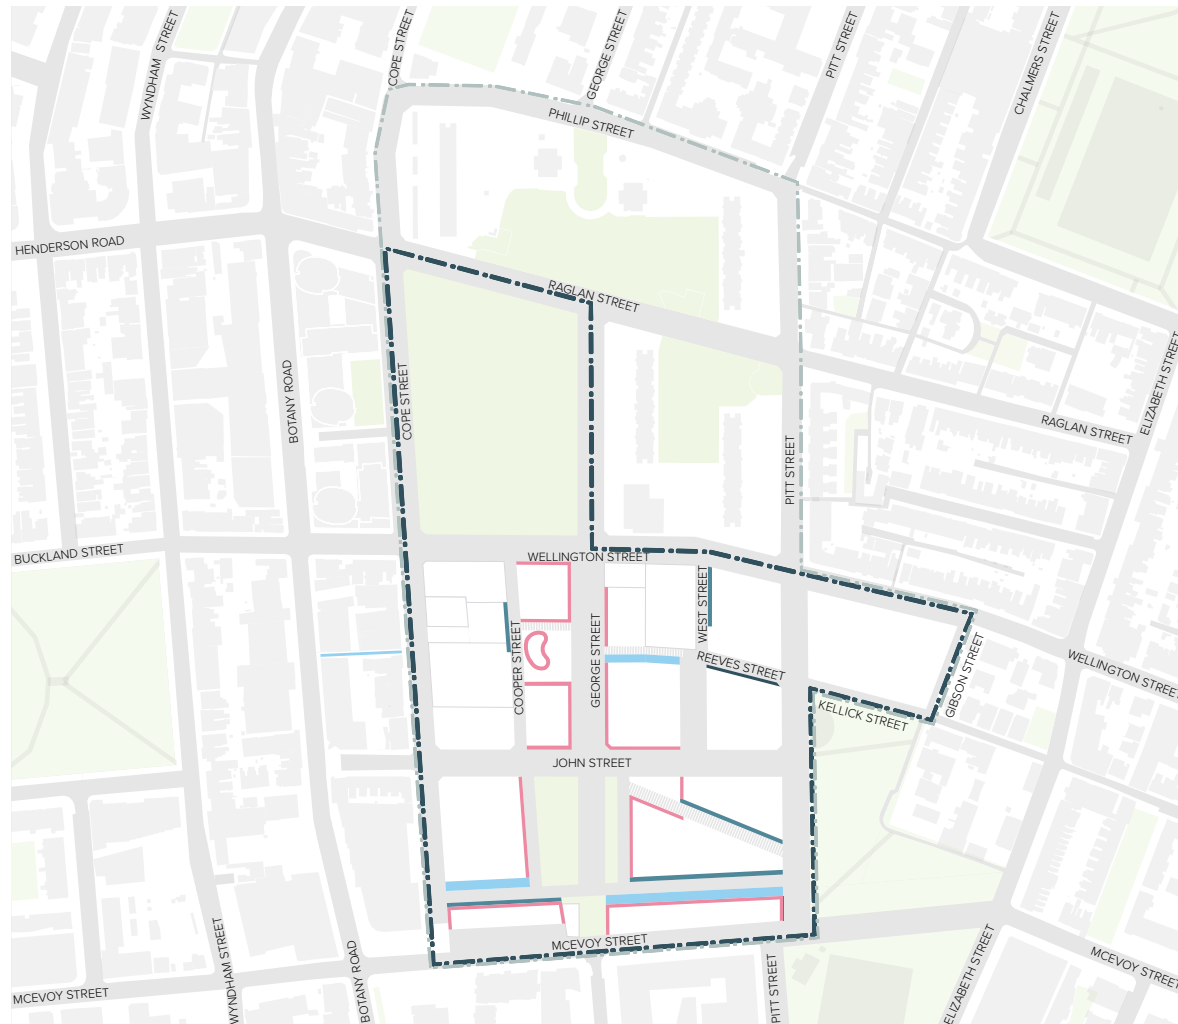 WYNDHAM STREET
COPE STREET
GEORGE STREET
PITT STREET
CHALMERS STREET
PHILLIP STREET
HENDERSON ROAD
RAGLAN STREET
BOTANY ROAD
COPE STREET
ELIZABETH STREET
RAGLAN STREET
PITT STREET
BUCKLAND STREET
WELLINGTON STREET
WEST STREET
COOPER STREET
GEORGE STREET
REEVES STREET
GIBSON STREET
WELLINGTON STREET
KELLICK STREET
JOHN STREET
MCEVOY STREET
WYNDHAM STREET
BOTANY ROAD
PITT STREET
ELIZABETH STREET
MCEVOY STREET
MCEVOY STREET